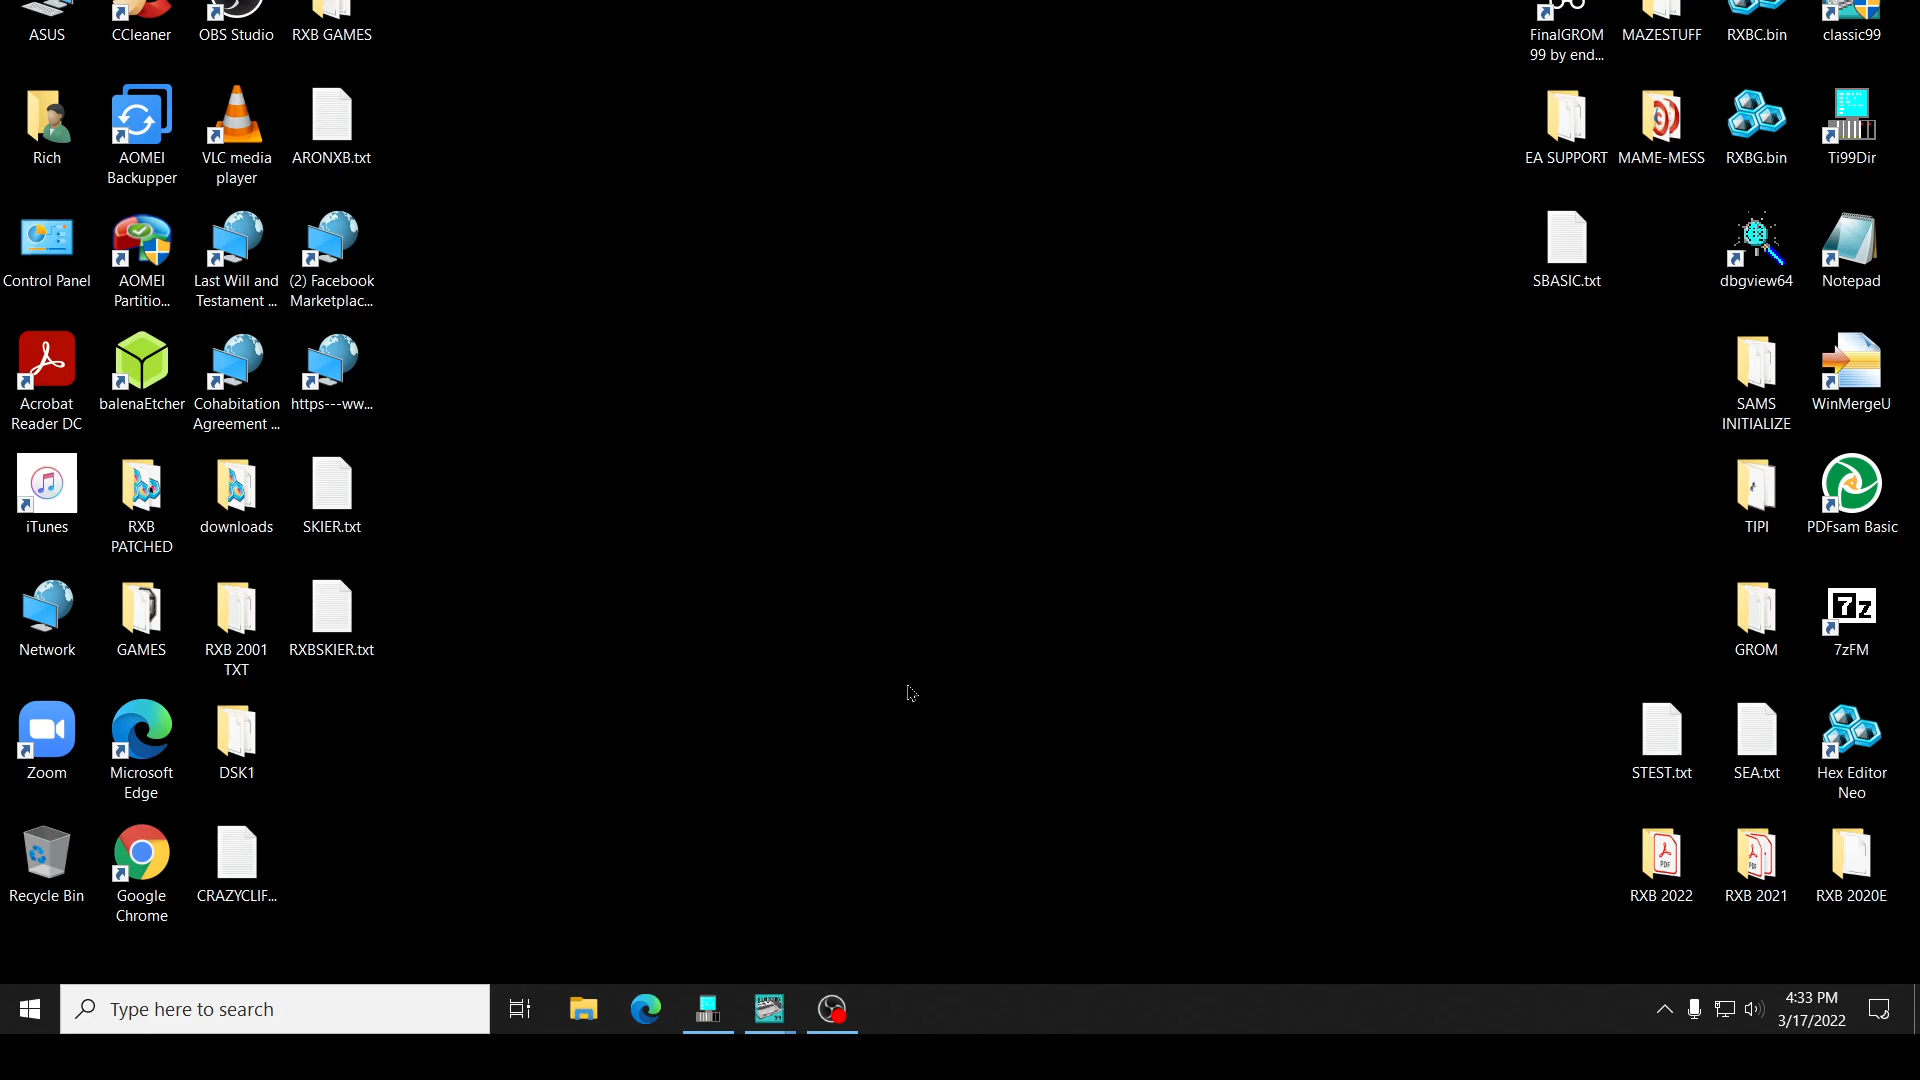 ASUS
CCleaner
OBS Studio
RXB GAMES
FinalGROM
99 by end...
MAZESTUFF
RXBC.bin
classic99
Rich
AOMEI
Backupper
VLC media
player
ARONXB.txt
EA SUPPORT
MAME-MESS
RXBG.bin
Ti99Dir
Control Panel
AOMEI
Partitio...
Last Will and
Testament ...
(2) Facebook
Marketplac...
SBASIC.txt
dbgview64
Notepad
Acrobat
Reader DC
balenaEtcher
Cohabitation
Agreement ...
https---ww...
SAMS
INITIALIZE
WinMergeU
iTunes
RXB
PATCHED
downloads
SKIER.txt
TIPI
PDFsam Basic
Network
GAMES
RXB 2001
TXT
RXBSKIER.txt
GROM
7z
7zFM
Zoom
Microsoft
Edge
DSK1
STEST.txt
SEA.txt
Hex Editor
Neo
Recycle Bin
Google
Chrome
CRAZYCLIF...
PDF
RXB 2022
PDF
RXB 2021
RXB 2020E
Type here to search
4:33 PM
3/17/2022